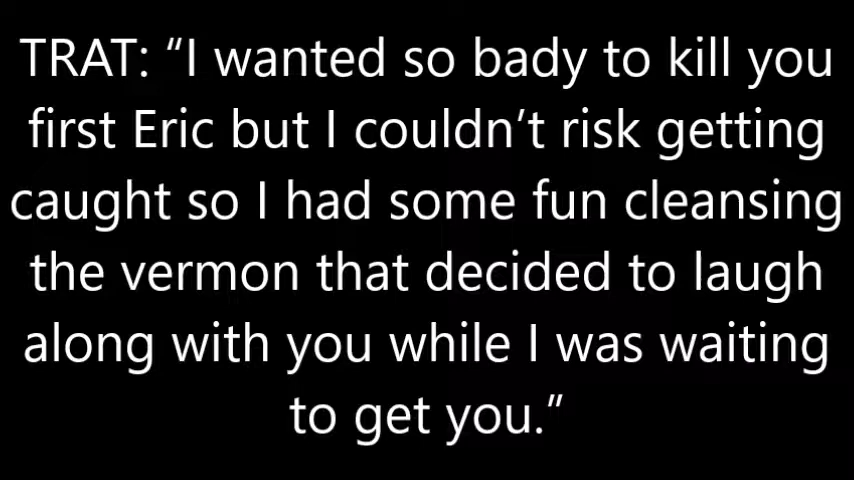 TRAT: “I wanted so bady to kill you
first Eric but I couldn’t risk getting
caught so I had some fun cleansing
the vermon that decided to laugh
along with you while I was waiting
to get you.”